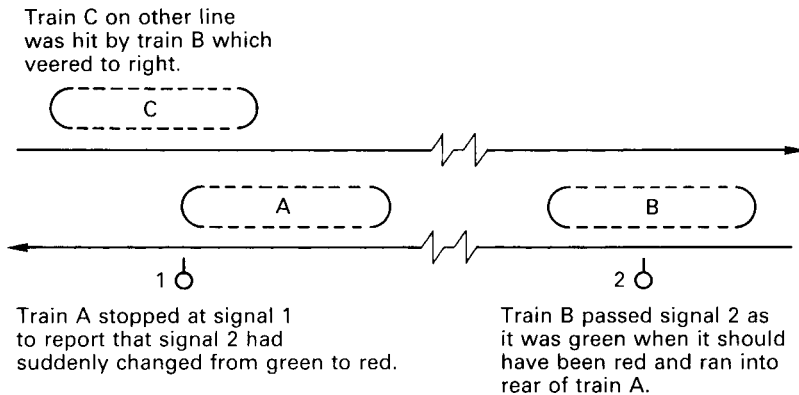 Train C on other line
was hit by train B which
veered to right.
C
A
B
1
2
Train A stopped at signal 1
to report that signal 2 had
suddenly changed from green to red.
Train B passed signal 2 as
it was green when it should
have been red and ran into
rear of train A.